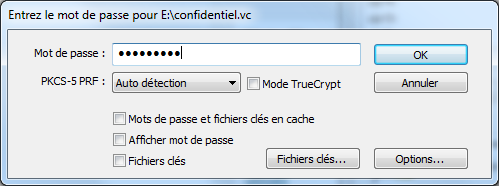 Entrez le mot de passe pour E:\confidentiel.vc
Mot de passe : ●●●●●●●●● OK
PKCS-5 PRF : Auto détection Mode TrueCrypt Annuler
Mots de passe et fichiers clés en cache
Afficher mot de passe
Fichiers clés Fichiers clés... Options...